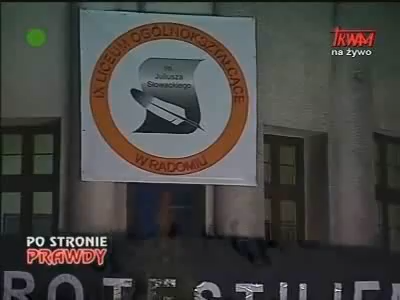 IX LICEUM OGÓLNOKSZTAŁCĄCE
im.
Juliusza
Słowackiego
W RADOMIU
TRWAM
na żywo
PO STRONIE
PRAWDY